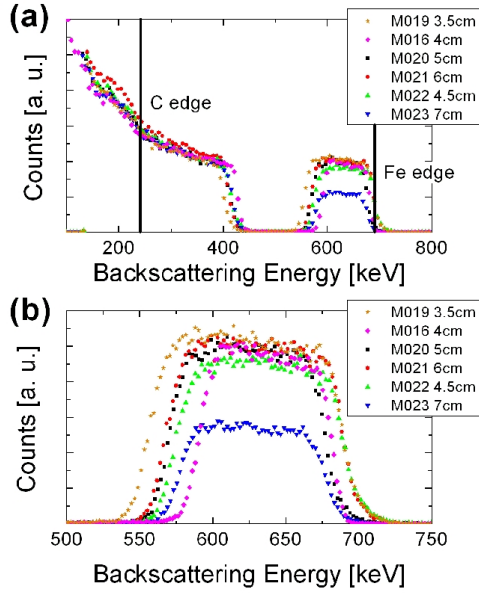 (a)
M019 3.5cm
M016 4cm
M020 5cm
M021 6cm
M022 4.5cm
M023 7cm
C edge
Fe edge
Counts [a. u.]
200 400 600 800
Backscattering Energy [keV]
(b)
M019 3.5cm
M016 4cm
M020 5cm
M021 6cm
M022 4.5cm
M023 7cm
Counts [a. u.]
500 550 600 650 700 750
Backscattering Energy [keV]